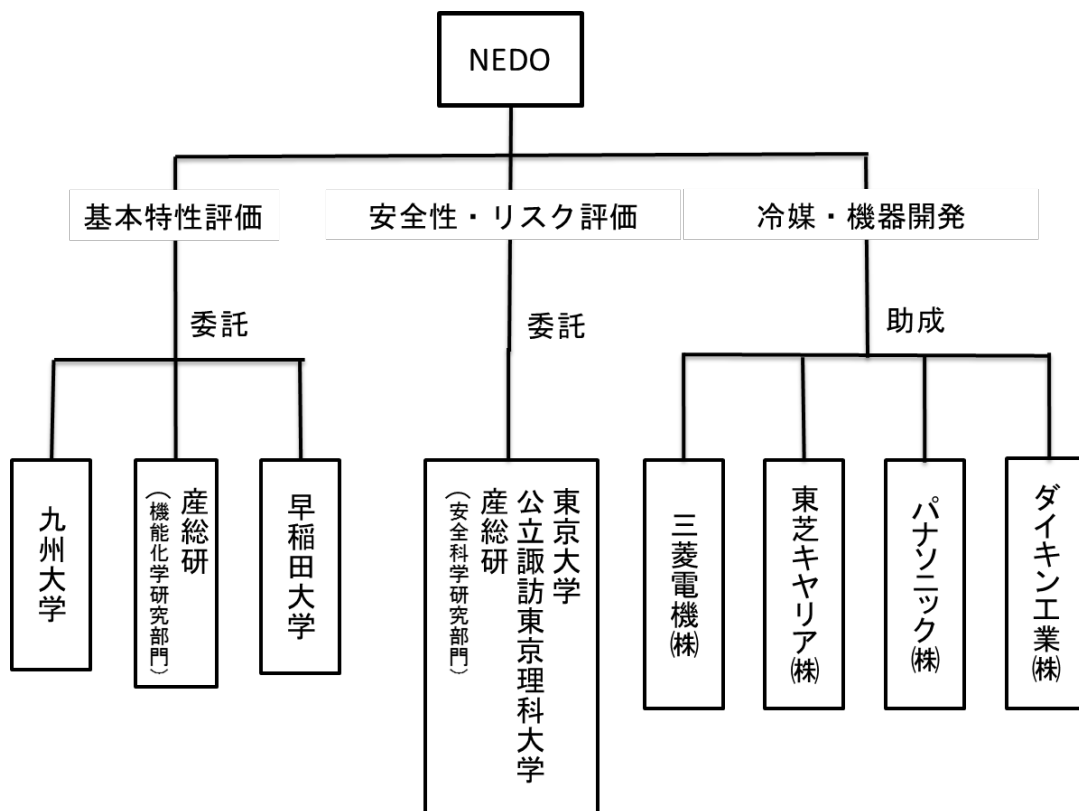 NEDO
基本特性評価
安全性・リスク評価
冷媒・機器開発
委託
委託
助成
九州大学
産総研
（機能化学研究部門）
早稲田大学
東京大学
公立諏訪東京理科大学
産総研
（安全科学研究部門）
三菱電機㈱
東芝キヤリア㈱
パナソニック㈱
ダイキン工業㈱